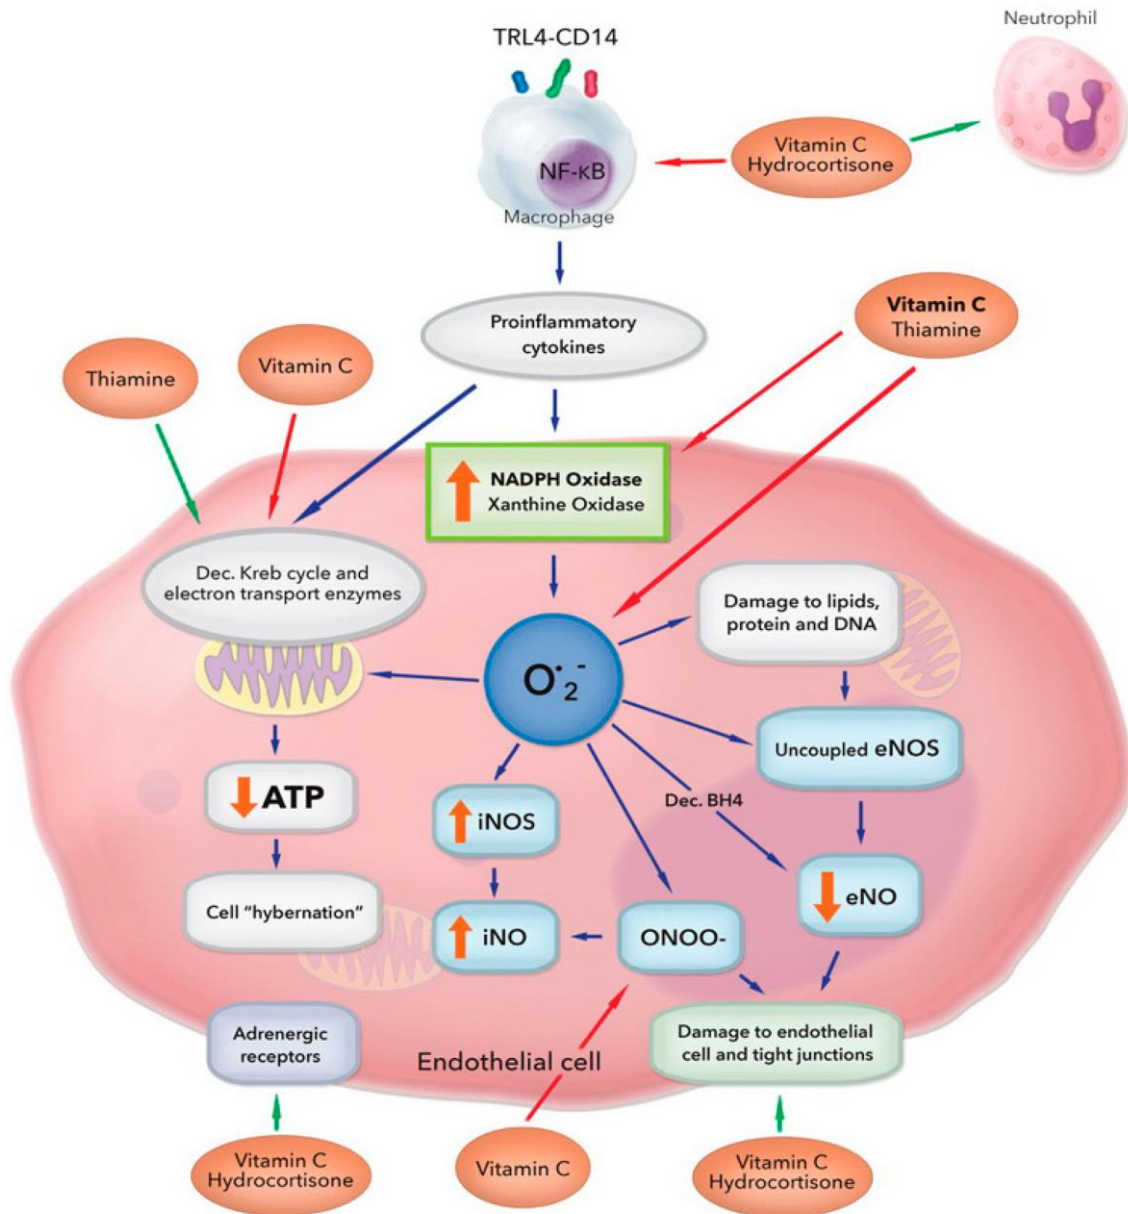 Neutrophil
TRL4-CD14
Vitamin C
Hydrocortisone
NF-κB
Macrophage
Proinflammatory
cytokines
Vitamin C
Thiamine
Thiamine
Vitamin C
NADPH Oxidase
Xanthine Oxidase
Dec. Kreb cycle and
electron transport enzymes
Damage to lipids,
protein and DNA
O•2-
Uncoupled eNOS
Dec. BH4
ATP
iNOS
eNO
Cell “hybernation”
iNO
ONOO-
Adrenergic
receptors
Endothelial cell
Damage to endothelial
cell and tight junctions
Vitamin C
Hydrocortisone
Vitamin C
Vitamin C
Hydrocortisone